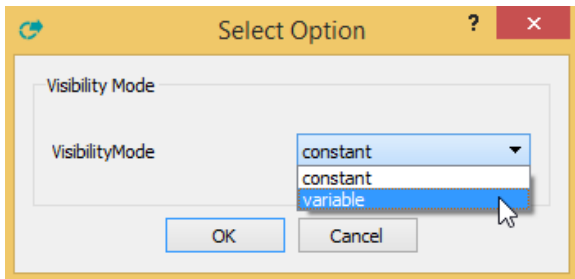 Select Option ? ×
Visibility Mode
VisibilityMode constant
constant
variable
OK Cancel